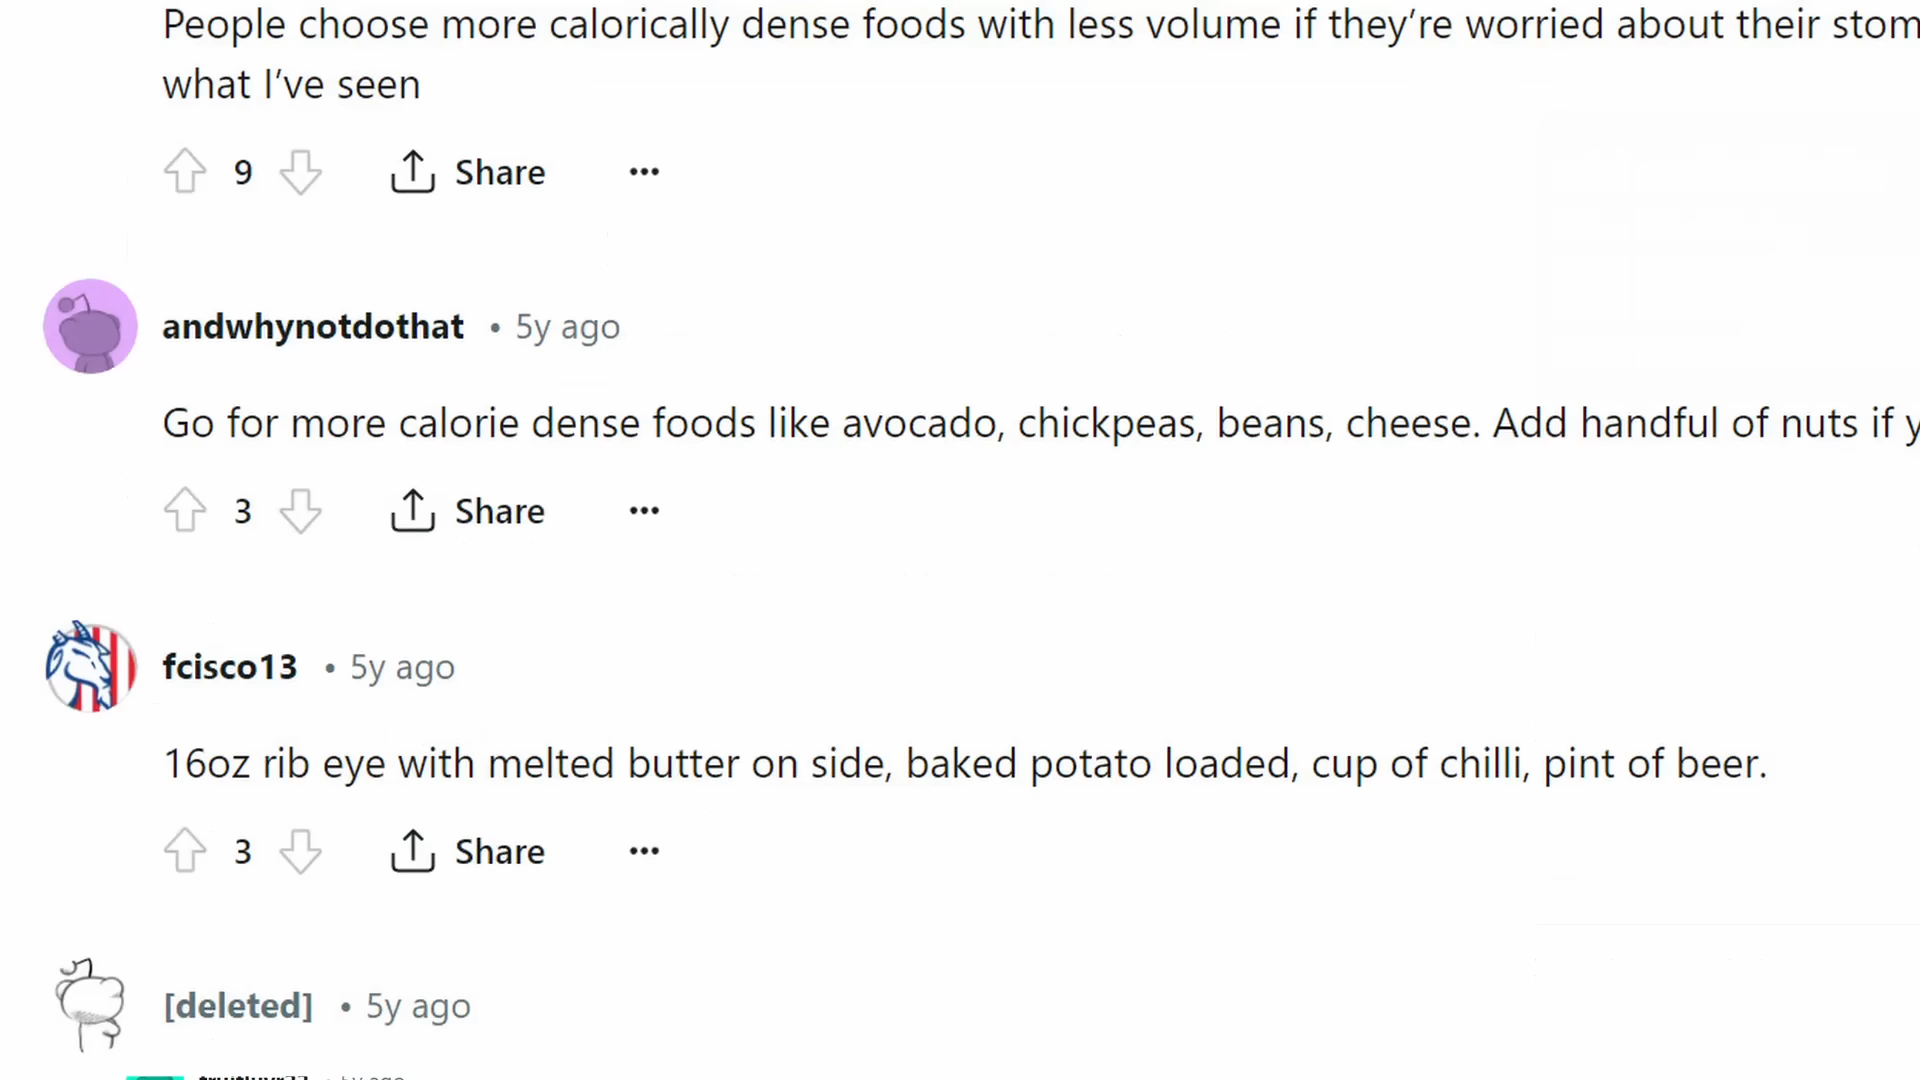 People choose more calorically dense foods with less volume if they’re worried about their stom
what I’ve seen
9 Share
andwhynotdothat • 5y ago
Go for more calorie dense foods like avocado, chickpeas, beans, cheese. Add handful of nuts if y
3 Share
fcisco13 • 5y ago
16oz rib eye with melted butter on side, baked potato loaded, cup of chilli, pint of beer.
3 Share
[deleted] • 5y ago